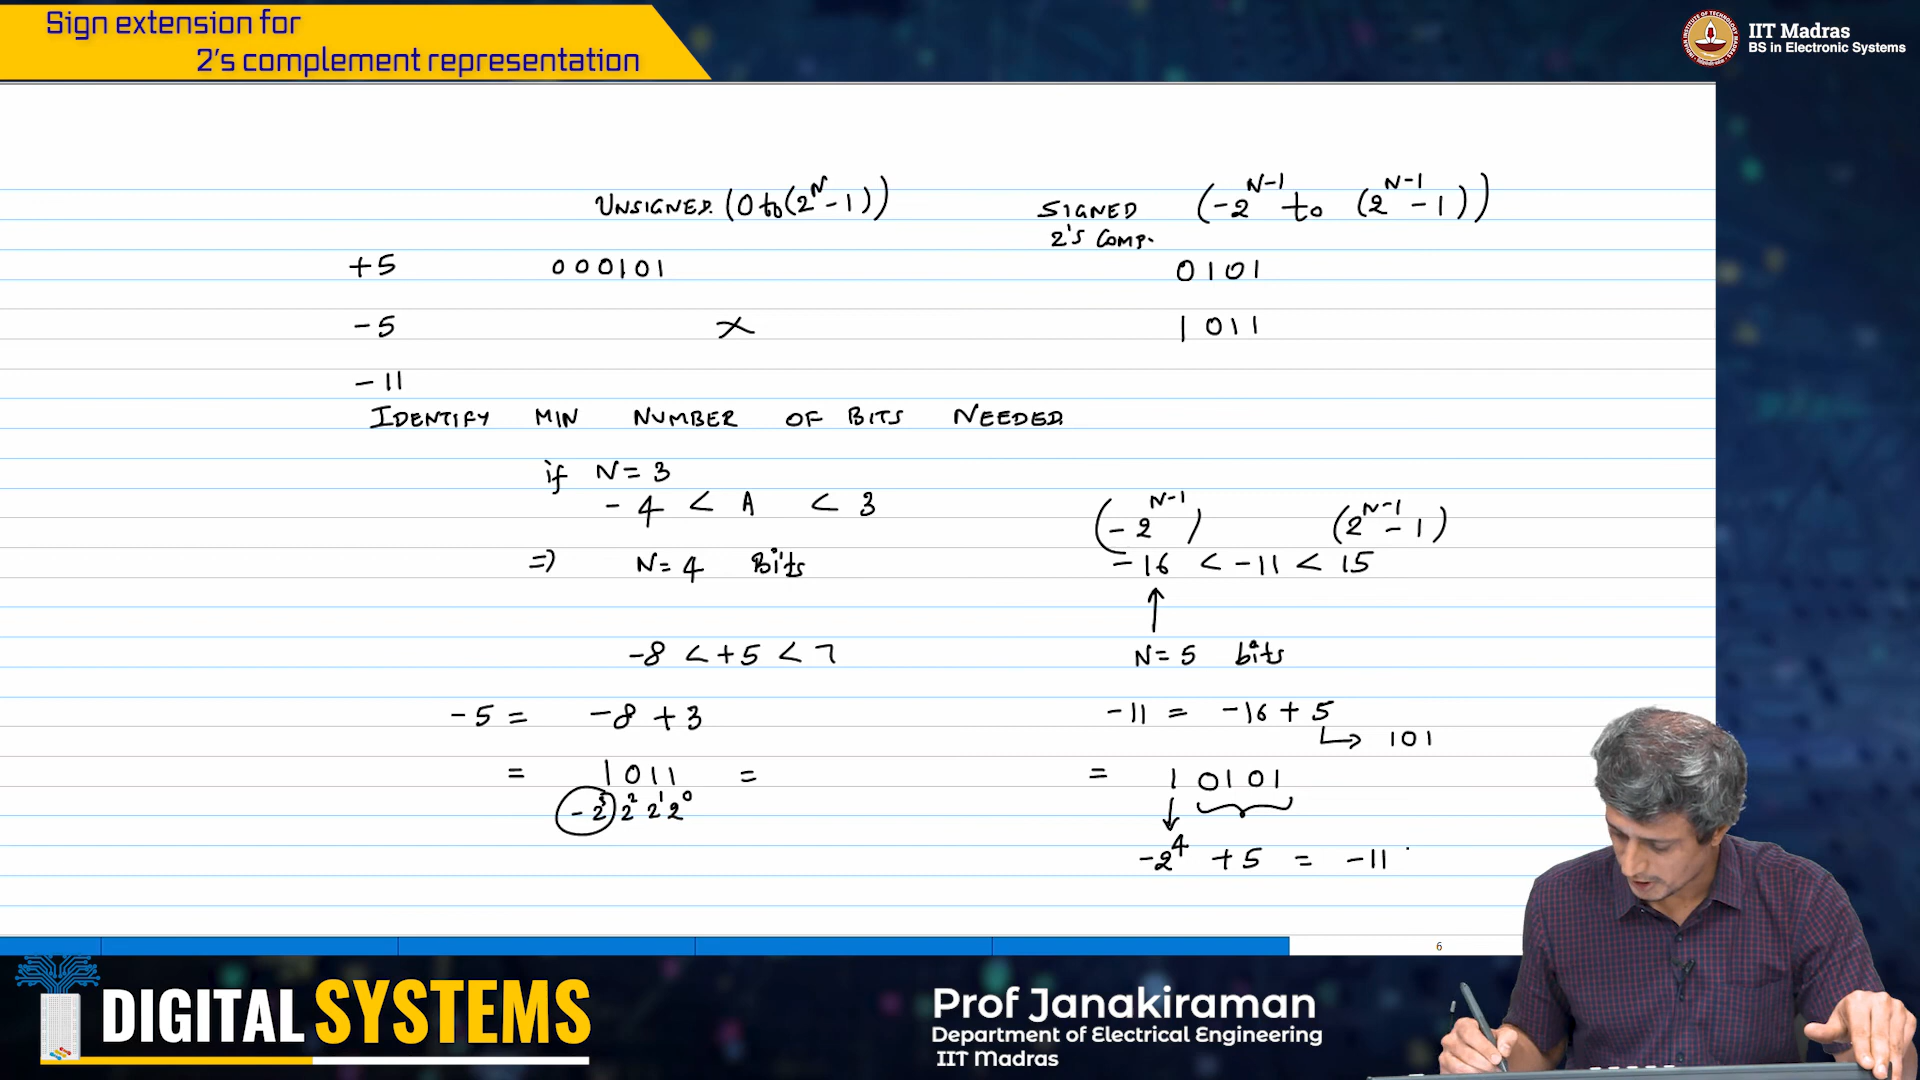 Sign extension for
2's complement representation
IIT Madras
BS in Electronic Systems
UNSIGNED. (0 to (2^N - 1))
SIGNED (-2^{N-1} to (2^{N-1} - 1))
2'S COMP.
+5 000101 0101
-5 X 1011
-11
IDENTIFY MIN NUMBER OF BITS NEEDED
if N = 3
-4 < A < 3
(-2^{N-1}) (2^{N-1} - 1)
=) N = 4 Bits
-16 < -11 < 15
↑
-8 < +5 < 7
N = 5 bits
-5 = -8 + 3
-11 = -16 + 5
↳ 101
= 1011 =
= 1 0101
-2^3 2^2 2^1 2^0
-2^4 + 5 = -11
6
DIGITAL SYSTEMS
Prof Janakiraman
Department of Electrical Engineering
IIT Madras